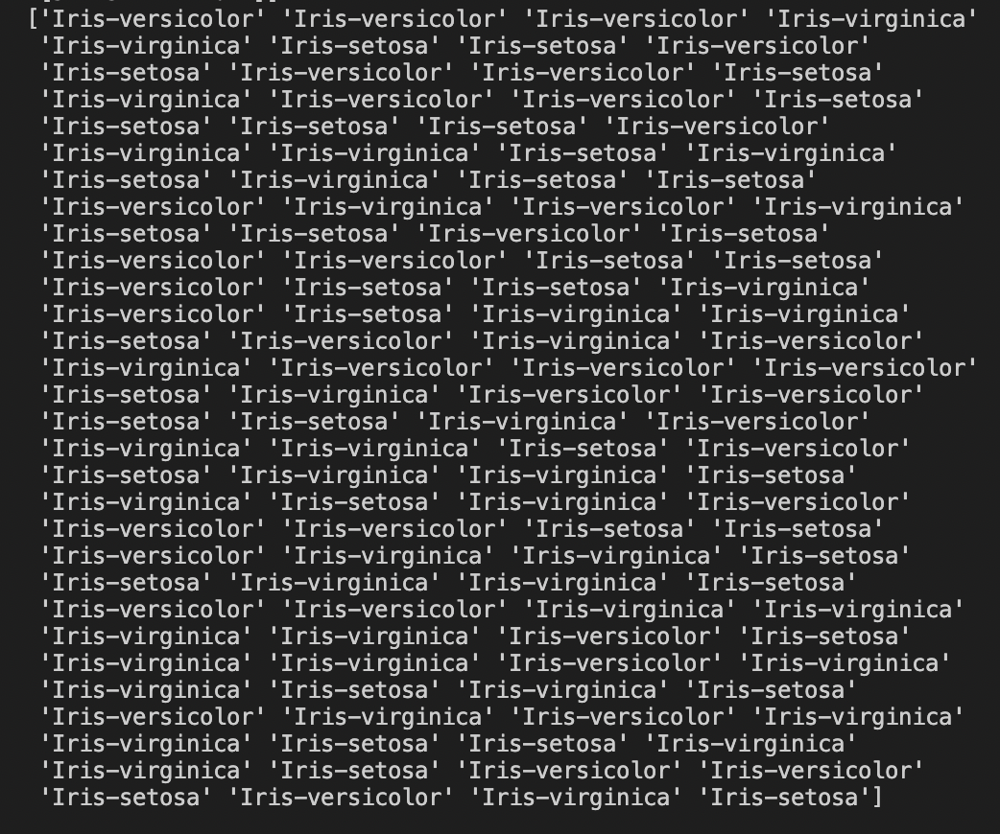 ['Iris-versicolor' 'Iris-versicolor' 'Iris-versicolor' 'Iris-virginica'
'Iris-virginica' 'Iris-setosa' 'Iris-setosa' 'Iris-versicolor'
'Iris-setosa' 'Iris-versicolor' 'Iris-versicolor' 'Iris-setosa'
'Iris-virginica' 'Iris-versicolor' 'Iris-versicolor' 'Iris-setosa'
'Iris-setosa' 'Iris-setosa' 'Iris-setosa' 'Iris-versicolor'
'Iris-virginica' 'Iris-virginica' 'Iris-setosa' 'Iris-virginica'
'Iris-setosa' 'Iris-virginica' 'Iris-setosa' 'Iris-setosa'
'Iris-versicolor' 'Iris-virginica' 'Iris-versicolor' 'Iris-virginica'
'Iris-setosa' 'Iris-setosa' 'Iris-versicolor' 'Iris-setosa'
'Iris-versicolor' 'Iris-versicolor' 'Iris-setosa' 'Iris-setosa'
'Iris-versicolor' 'Iris-setosa' 'Iris-setosa' 'Iris-virginica'
'Iris-versicolor' 'Iris-setosa' 'Iris-virginica' 'Iris-virginica'
'Iris-setosa' 'Iris-versicolor' 'Iris-virginica' 'Iris-versicolor'
'Iris-virginica' 'Iris-versicolor' 'Iris-versicolor' 'Iris-versicolor'
'Iris-setosa' 'Iris-virginica' 'Iris-versicolor' 'Iris-versicolor'
'Iris-setosa' 'Iris-setosa' 'Iris-virginica' 'Iris-versicolor'
'Iris-virginica' 'Iris-virginica' 'Iris-setosa' 'Iris-versicolor'
'Iris-setosa' 'Iris-virginica' 'Iris-virginica' 'Iris-setosa'
'Iris-virginica' 'Iris-setosa' 'Iris-virginica' 'Iris-versicolor'
'Iris-versicolor' 'Iris-versicolor' 'Iris-setosa' 'Iris-setosa'
'Iris-versicolor' 'Iris-virginica' 'Iris-virginica' 'Iris-setosa'
'Iris-setosa' 'Iris-virginica' 'Iris-virginica' 'Iris-setosa'
'Iris-versicolor' 'Iris-versicolor' 'Iris-virginica' 'Iris-virginica'
'Iris-virginica' 'Iris-virginica' 'Iris-versicolor' 'Iris-setosa'
'Iris-virginica' 'Iris-virginica' 'Iris-versicolor' 'Iris-virginica'
'Iris-virginica' 'Iris-setosa' 'Iris-virginica' 'Iris-setosa'
'Iris-versicolor' 'Iris-virginica' 'Iris-versicolor' 'Iris-virginica'
'Iris-virginica' 'Iris-setosa' 'Iris-setosa' 'Iris-virginica'
'Iris-virginica' 'Iris-setosa' 'Iris-versicolor' 'Iris-versicolor'
'Iris-setosa' 'Iris-versicolor' 'Iris-virginica' 'Iris-setosa']